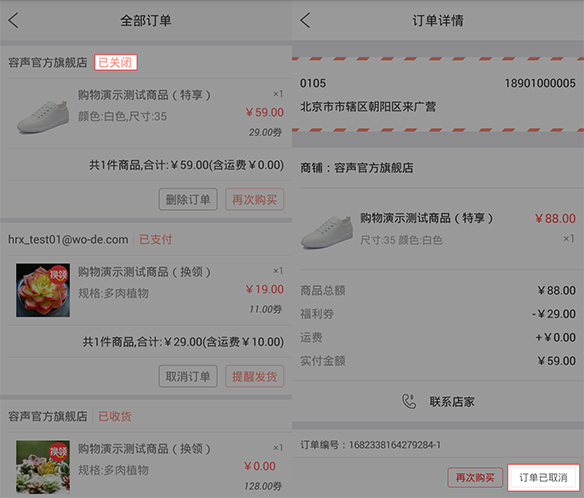 全部订单
容声官方旗舰店 已关闭
购物演示测试商品（特享） ×1
颜色:白色,尺寸:35 ￥59.00
29.00券
共1件商品,合计:￥59.00(含运费￥0.00)
删除订单 再次购买
hrx_test01@wo-de.com 已支付
换领
购物演示测试商品（换领） ×1
规格:多肉植物 ￥19.00
11.00券
共1件商品,合计:￥29.00(含运费￥10.00)
取消订单 提醒发货
容声官方旗舰店 已收货
换领
购物演示测试商品（换领） ×1
规格:多肉植物 ￥0.00
128.00券
订单详情
0105 18901000005
北京市市辖区朝阳区来广营
商铺：容声官方旗舰店
购物演示测试商品（特享） ￥88.00
尺寸:35 颜色:白色 ×1
商品总额 ￥88.00
福利券 -￥29.00
运费 +￥0.00
实付金额 ￥59.00
联系店家
订单编号：1682338164279284-1
再次购买 订单已取消